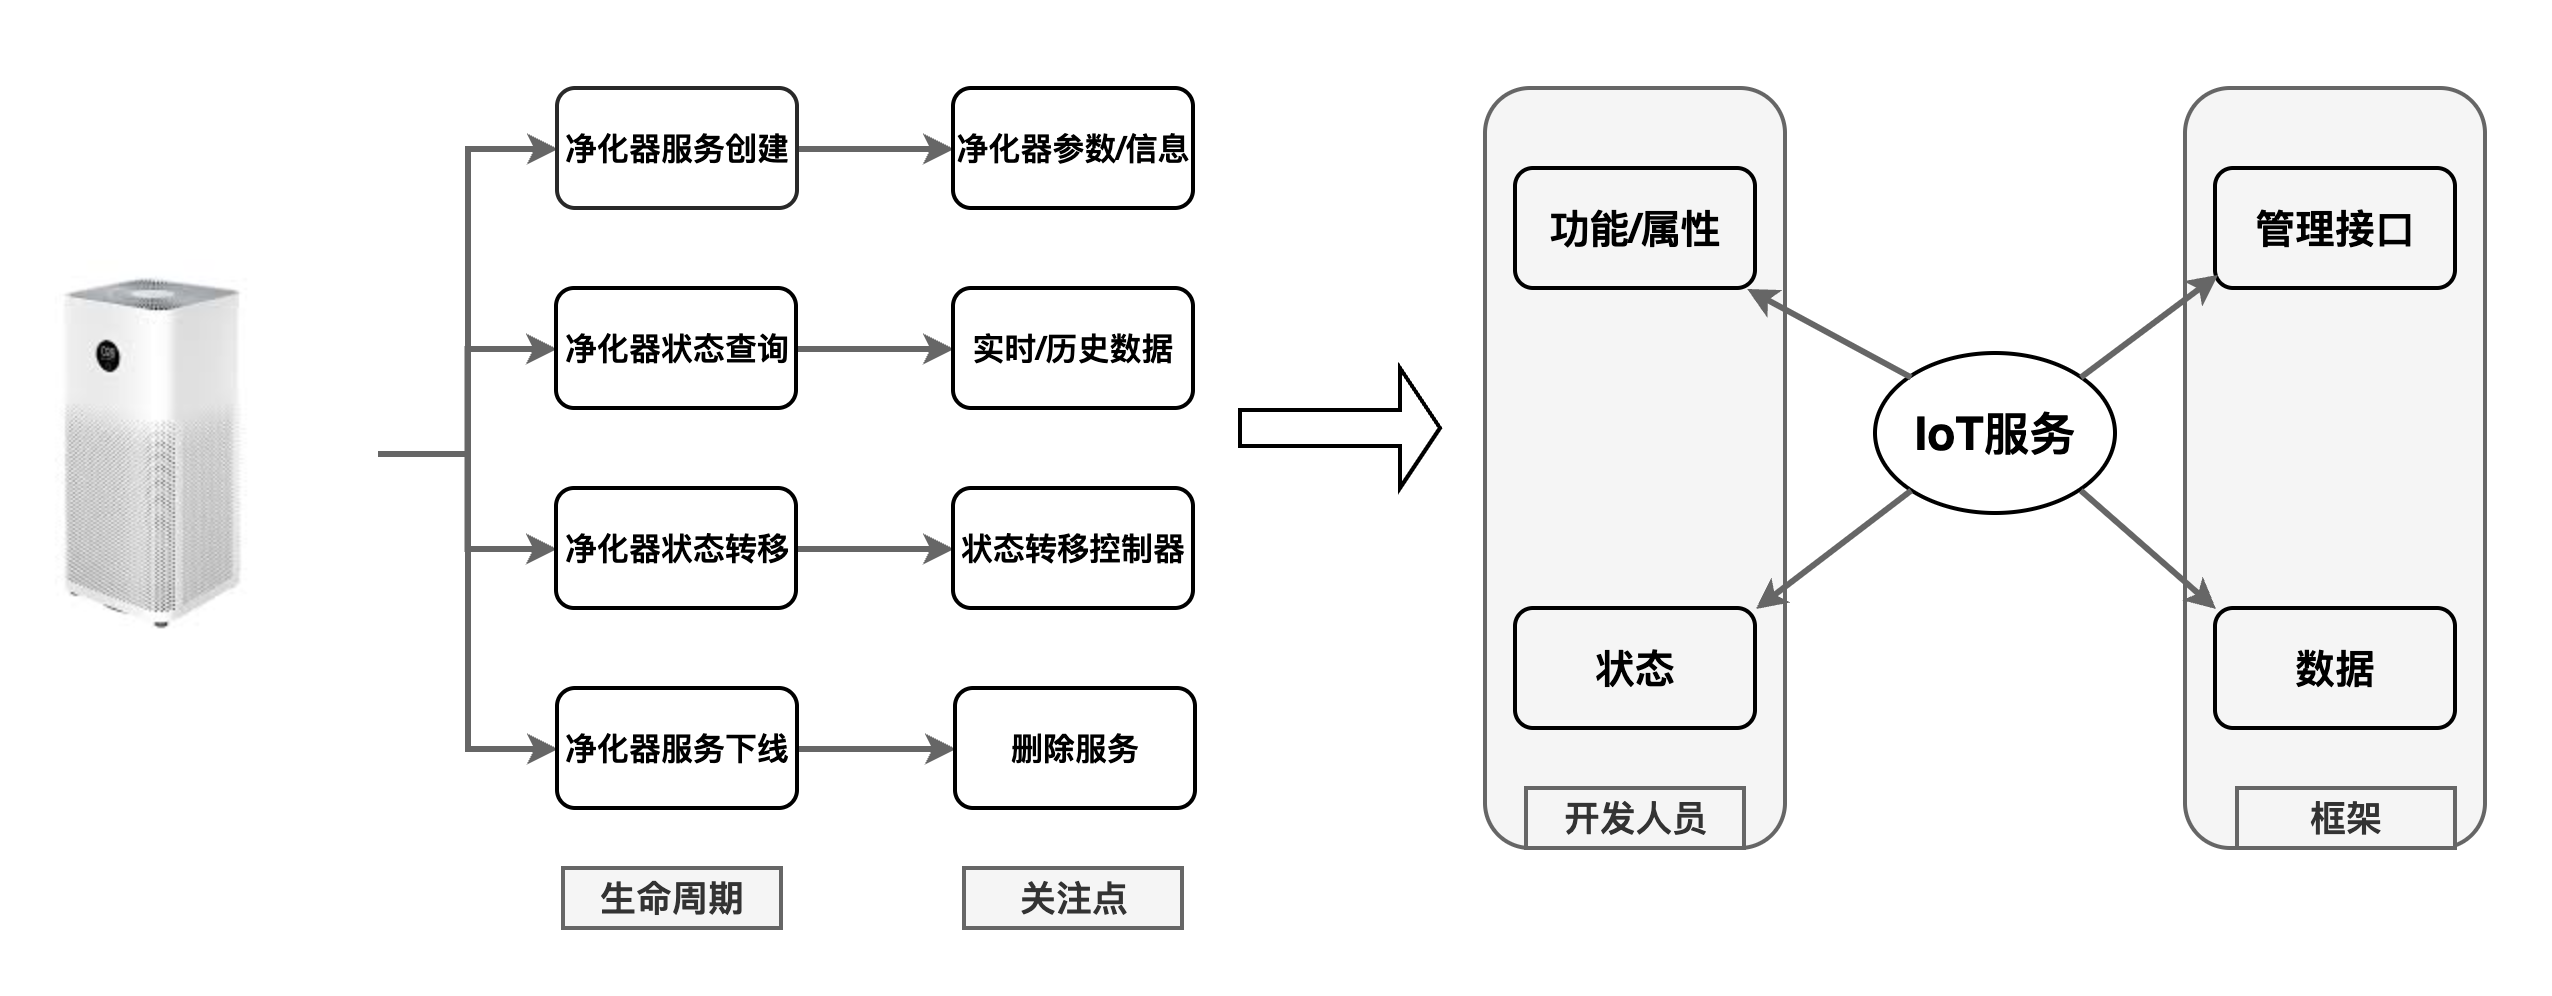 净化器服务创建
净化器参数/信息
净化器状态查询
实时/历史数据
净化器状态转移
状态转移控制器
净化器服务下线
删除服务
生命周期
关注点
功能/属性
状态
开发人员
IoT服务
管理接口
数据
框架